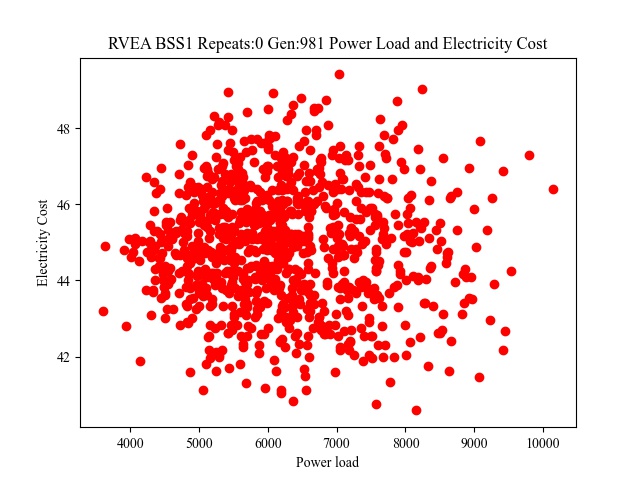 RVEA BSS1 Repeats:0 Gen:981 Power Load and Electricity Cost
48
46
44
42
Electricity Cost
4000 5000 6000 7000 8000 9000 10000
Power load